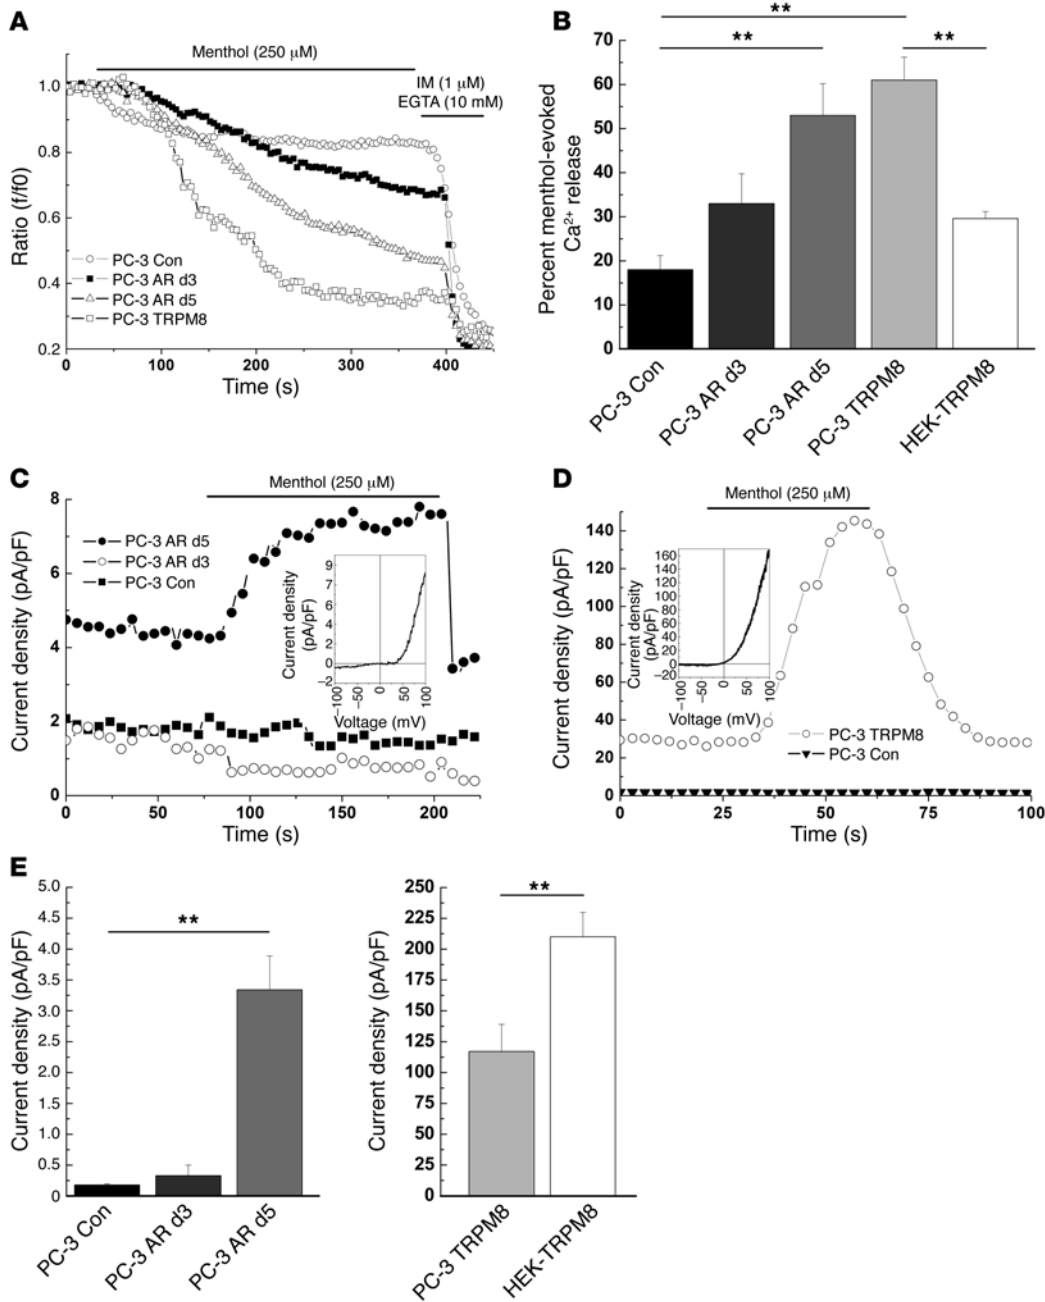 A
Menthol (250 μM)
IM (1 μM)
EGTA (10 mM)
Ratio (f/f0)
1.0
0.8
0.6
0.4
0.2
PC-3 Con
PC-3 AR d3
PC-3 AR d5
PC-3 TRPM8
0
100
200
300
400
Time (s)
B
**
**
**
Percent menthol-evoked
Ca²⁺ release
70
60
50
40
30
20
10
0
PC-3 Con
PC-3 AR d3
PC-3 AR d5
PC-3 TRPM8
HEK-TRPM8
C
Menthol (250 μM)
Current density (pA/pF)
8
6
4
2
0
PC-3 AR d5
PC-3 AR d3
PC-3 Con
Current density
(pA/pF)
9
7
6
4
3
1
0
−2
−100
−50
0
50
100
Voltage (mV)
0
50
100
150
200
Time (s)
D
Menthol (250 μM)
Current density (pA/pF)
140
120
100
80
60
40
20
0
Current density
(pA/pF)
160
140
120
100
80
60
40
20
0
−20
−100
−50
0
50
100
Voltage (mV)
PC-3 TRPM8
PC-3 Con
0
25
50
75
100
Time (s)
E
**
Current density (pA/pF)
5.0
4.5
4.0
3.5
3.0
2.5
2.0
1.5
1.0
0.5
0
PC-3 Con
PC-3 AR d3
PC-3 AR d5
**
Current density (pA/pF)
250
225
200
175
150
125
100
75
50
25
0
PC-3 TRPM8
HEK-TRPM8